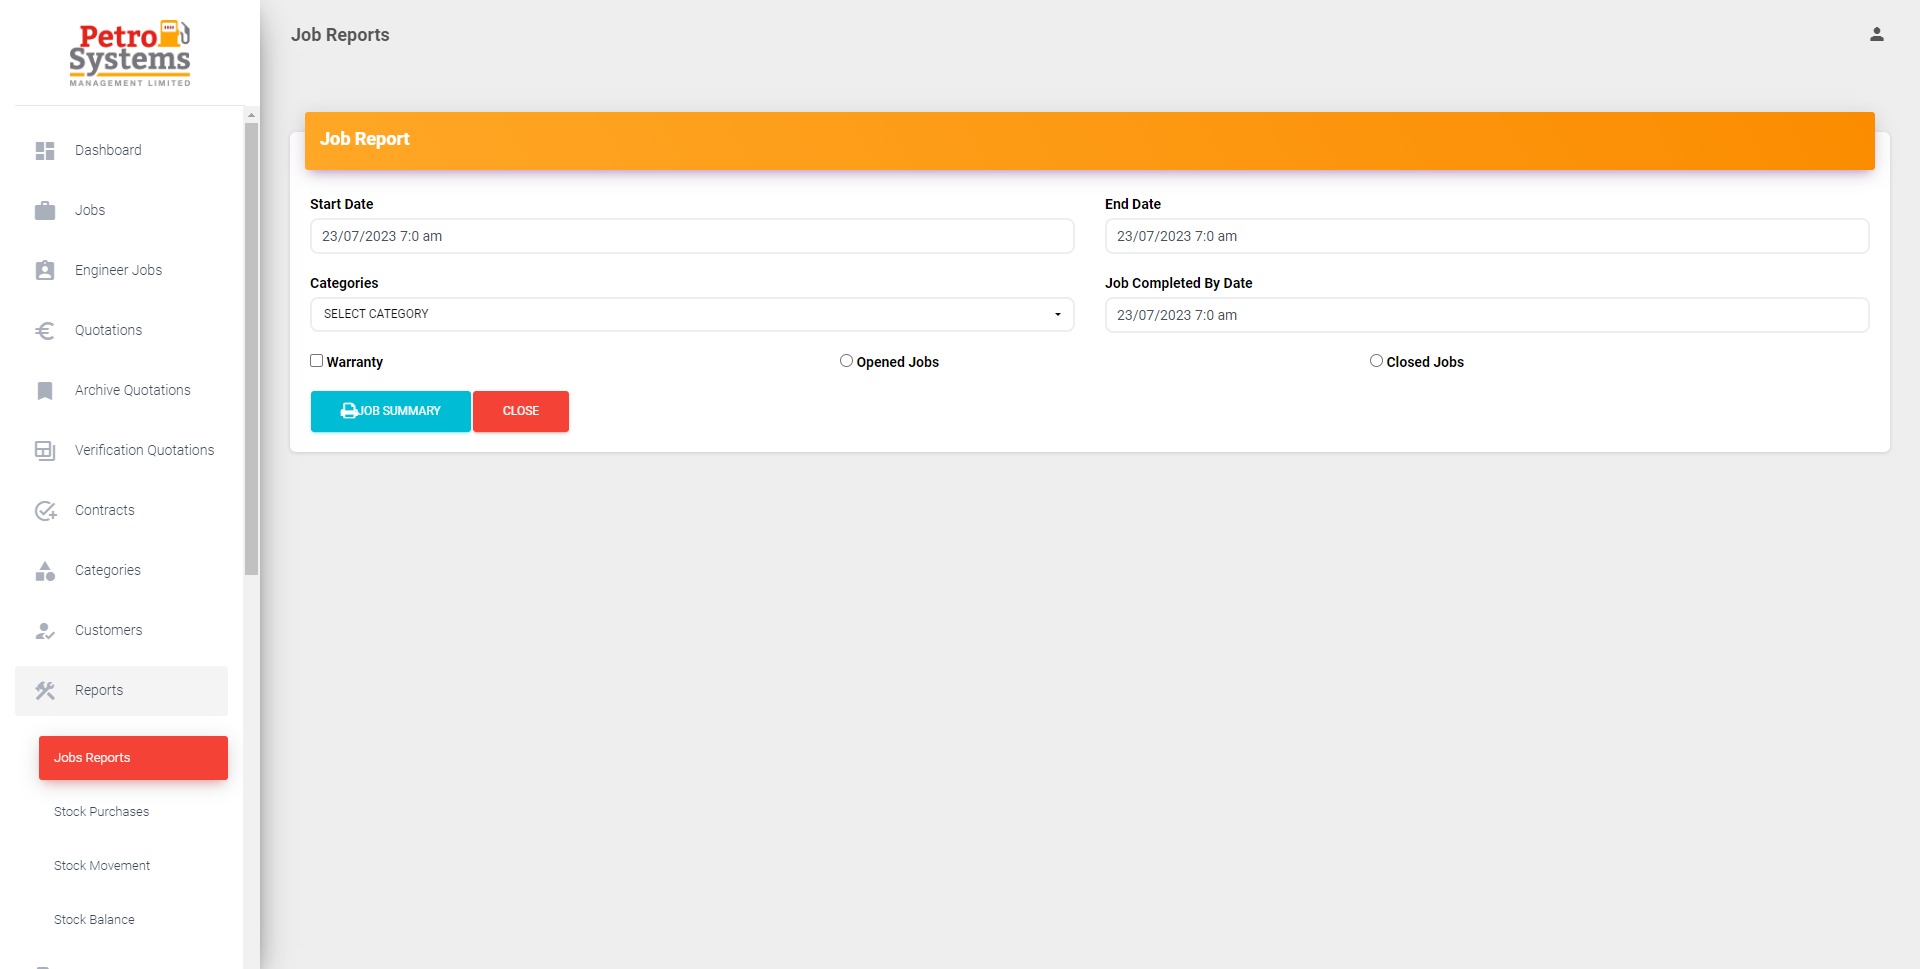 Petro
Systems
MANAGEMENT LIMITED
Job Reports
Dashboard
Jobs
Engineer Jobs
Quotations
Archive Quotations
Verification Quotations
Contracts
Categories
Customers
Reports
Jobs Reports
Stock Purchases
Stock Movement
Stock Balance
Job Report
Start Date
23/07/2023 7:0 am
End Date
23/07/2023 7:0 am
Categories
SELECT CATEGORY
Job Completed By Date
23/07/2023 7:0 am
Warranty
Opened Jobs
Closed Jobs
JOB SUMMARY
CLOSE